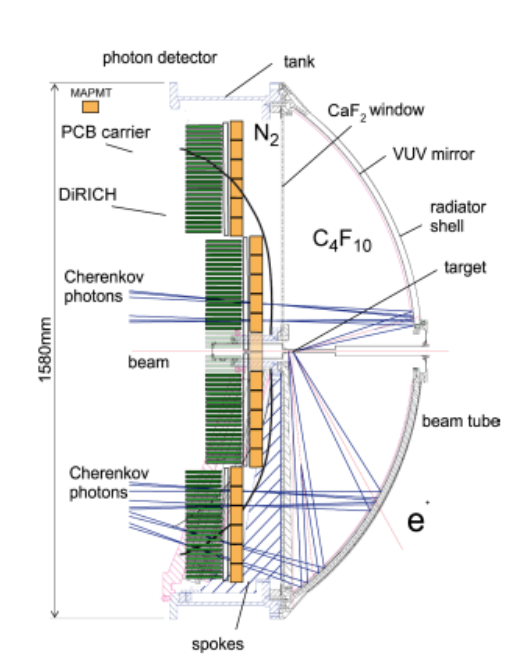 photon detector
tank
MAPMT
CaF2 window
PCB carrier
N2
VUV mirror
DiRICH
radiator
shell
C4F10
target
Cherenkov
photons
1580mm
beam
beam tube
Cherenkov
photons
e+
spokes